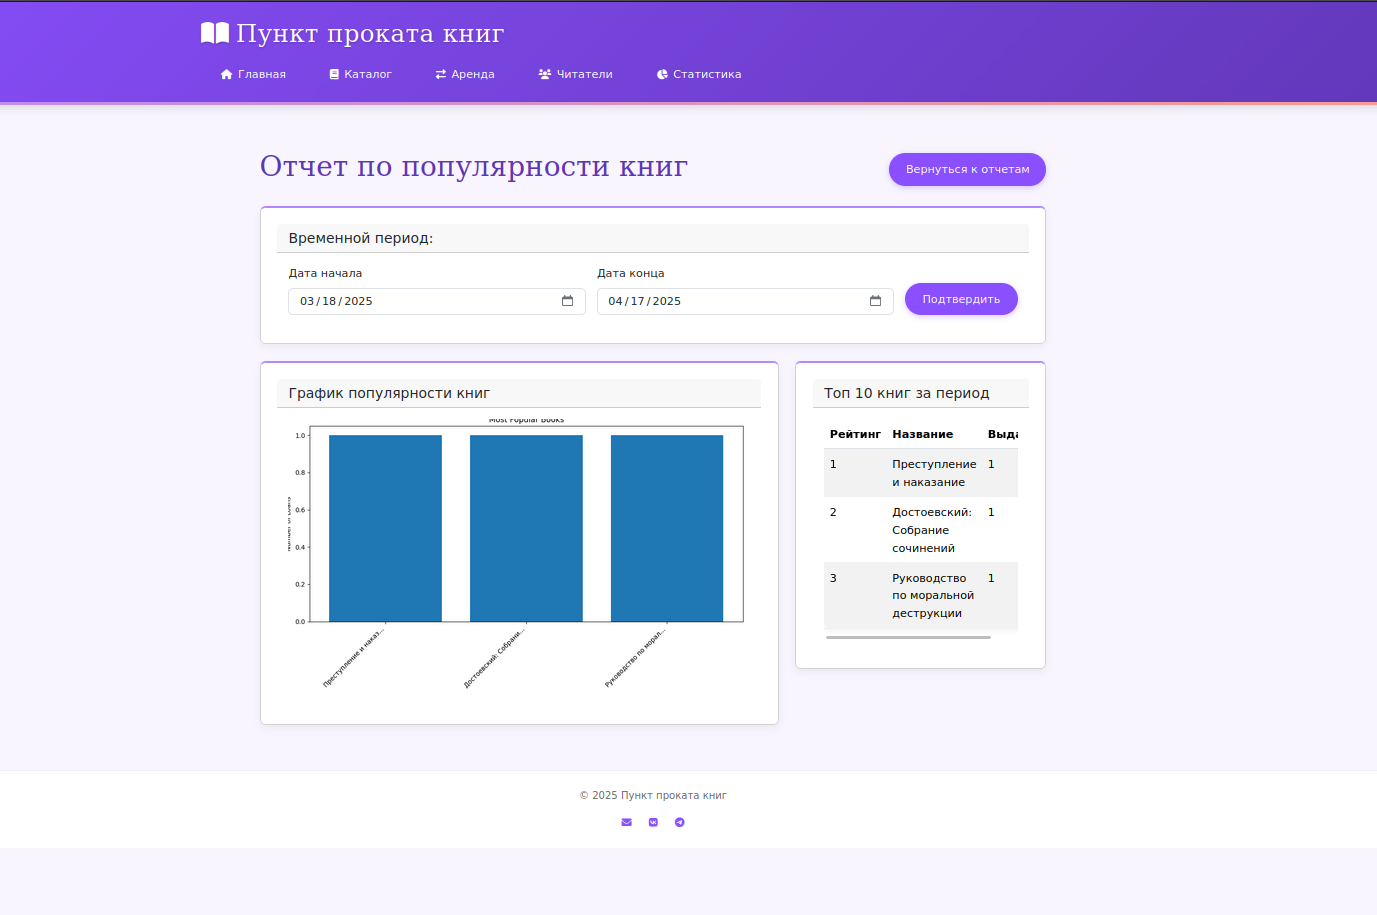 Пункт проката книг
Главная Каталог Аренда Читатели Статистика
Отчет по популярности книг
Вернуться к отчетам
Временной период:
Дата начала
03/18/2025
Дата конца
04/17/2025
Подтвердить
График популярности книг
Most Popular Books
1.0
0.8
0.6
0.4
0.2
0.0
Number of Loans
Преступление и наказ...
Достоевский: Собрани...
Руководство по морал...
Топ 10 книг за период
Рейтинг Название Выда
1 Преступление 1
и наказание
2 Достоевский: 1
Собрание
сочинений
3 Руководство 1
по моральной
деструкции
© 2025 Пункт проката книг